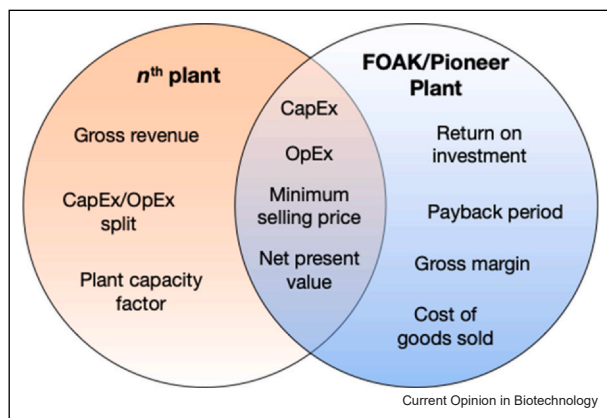 nth plant
Gross revenue
CapEx/OpEx
split
Plant capacity
factor
CapEx
OpEx
Minimum
selling price
Net present
value
FOAK/Pioneer
Plant
Return on
investment
Payback period
Gross margin
Cost of
goods sold
Current Opinion in Biotechnology